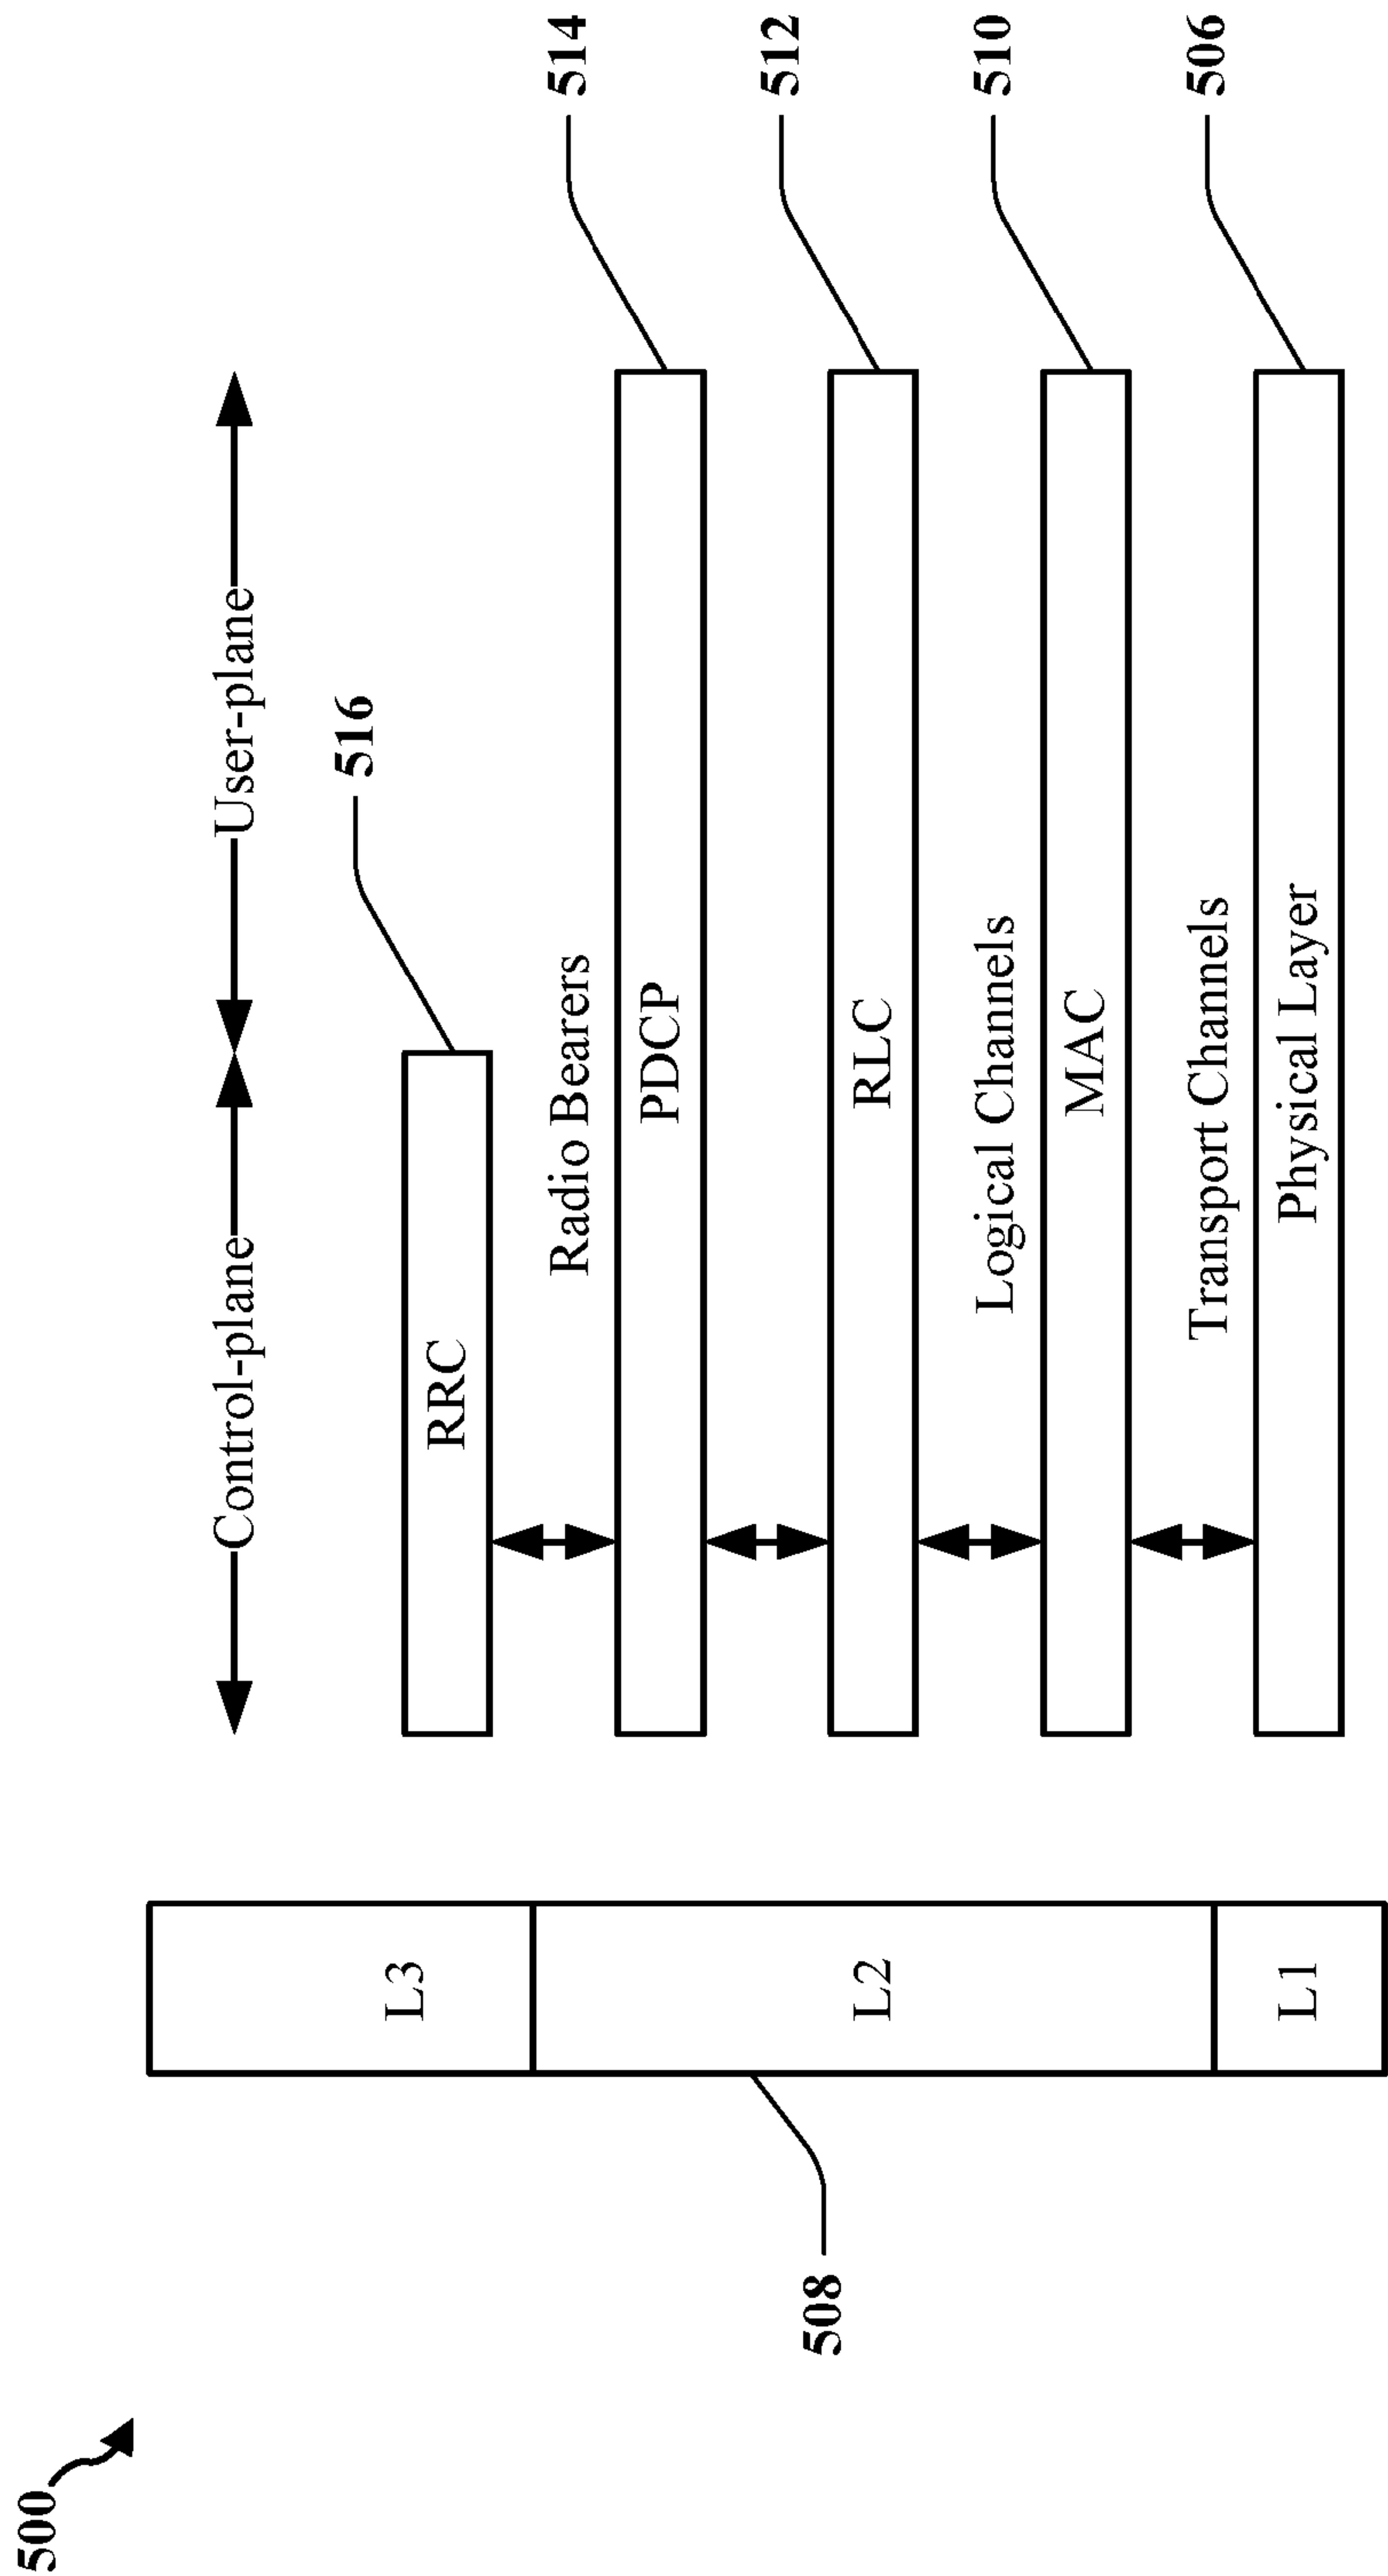 500
Control-plane
User-plane
516
RRC
L3
Radio Bearers
514
PDCP
508
L2
512
RLC
Logical Channels
510
MAC
Transport Channels
506
L1
Physical Layer